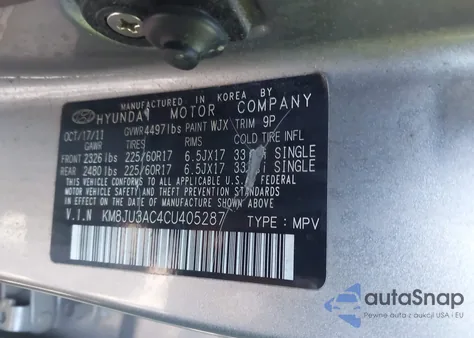 MANUFACTURED IN KOREA BY
HYUNDAI MOTOR COMPANY
OCT/17/11 GVWR4497lbs PAINT WJX TRIM 9P
GAWR TIRES RIMS COLD TIRE INFL
FRONT 2326lbs 225/60R17 6.5JX17 33 SINGLE
REAR 2480lbs 225/60R17 6.5JX17 33 SINGLE
THIS VEHICLE CONFORMS TO ALL APPLICABLE
U.S. FEDERAL MOTOR VEHICLE SAFETY
AND THEFT PREVENTION STANDARDS
IN EFFECT ON THE DATE OF MANUFACTURE
SHOWN ABOVE.
V.I.N KM8JU3AC4CU405287 TYPE: MPV
autoSnap
Pewne auto z USA i EU